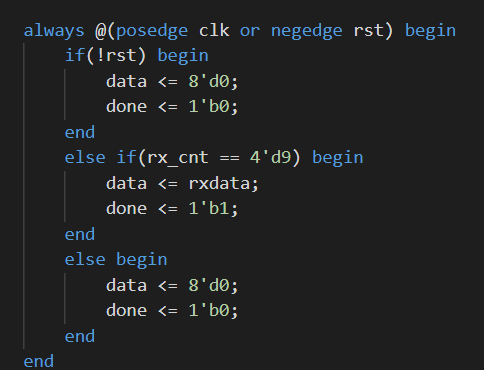 always @(posedge clk or negedge rst) begin
    if(!rst) begin
        data <= 8'd0;
        done <= 1'b0;
    end
    else if(rx_cnt == 4'd9) begin
        data <= rxdata;
        done <= 1'b1;
    end
    else begin
        data <= 8'd0;
        done <= 1'b0;
    end
end